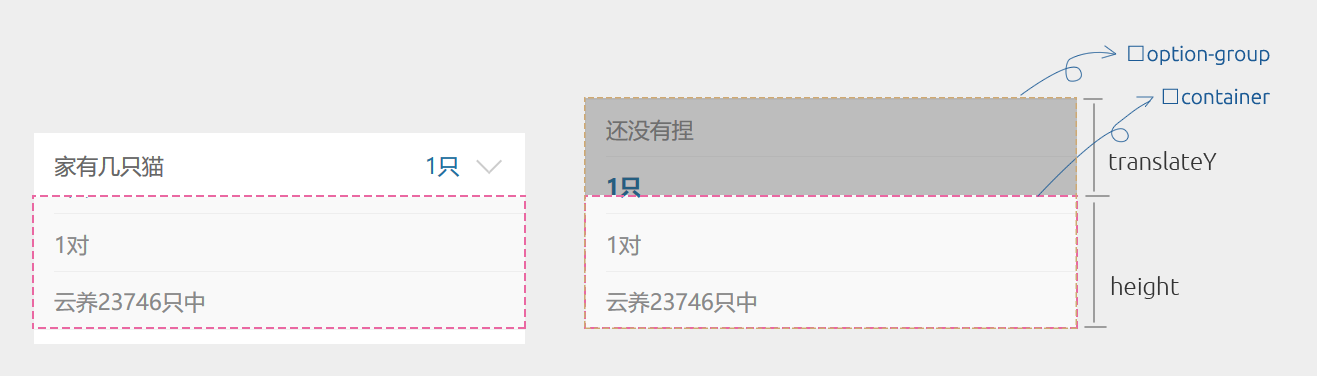 家有几只猫 1只
1对
云养23746只中
还没有捏
1只
1对
云养23746只中
option-group
container
translateY
height